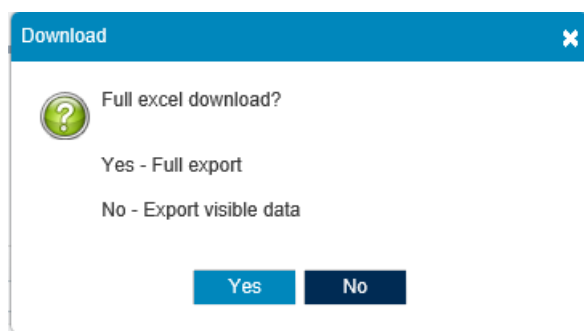 Download
Full excel download?
Yes - Full export
No - Export visible data
Yes
No